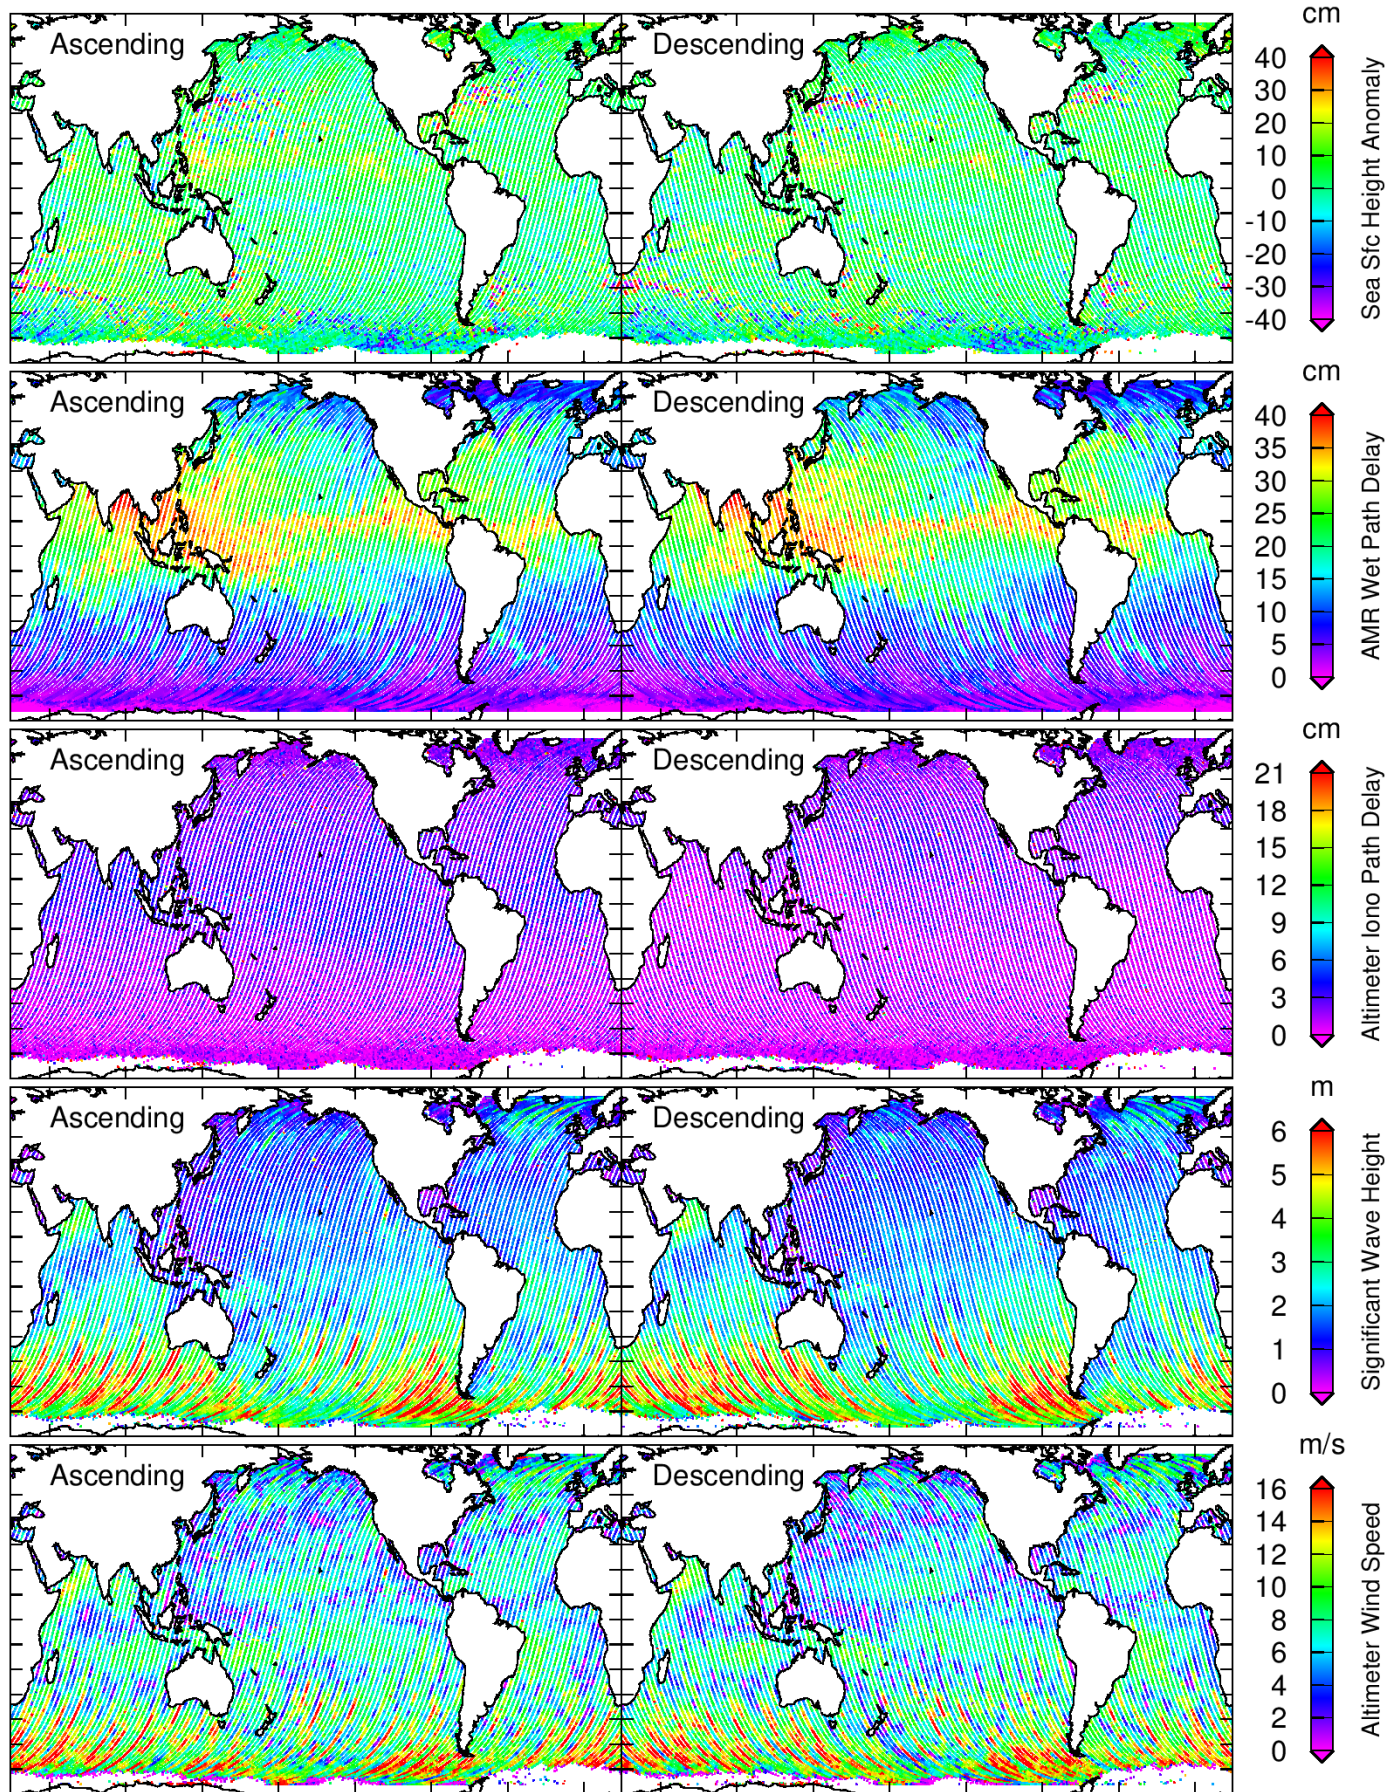 cm
Ascending
Descending
40
30
20
10
0
-10
-20
-30
-40
Sea Sfc Height Anomaly
cm
Ascending
Descending
40
35
30
25
20
15
10
5
0
AMR Wet Path Delay
cm
Ascending
Descending
21
18
15
12
9
6
3
0
Altimeter Iono Path Delay
m
Ascending
Descending
6
5
4
3
2
1
0
Significant Wave Height
m/s
Ascending
Descending
16
14
12
10
8
6
4
2
0
Altimeter Wind Speed